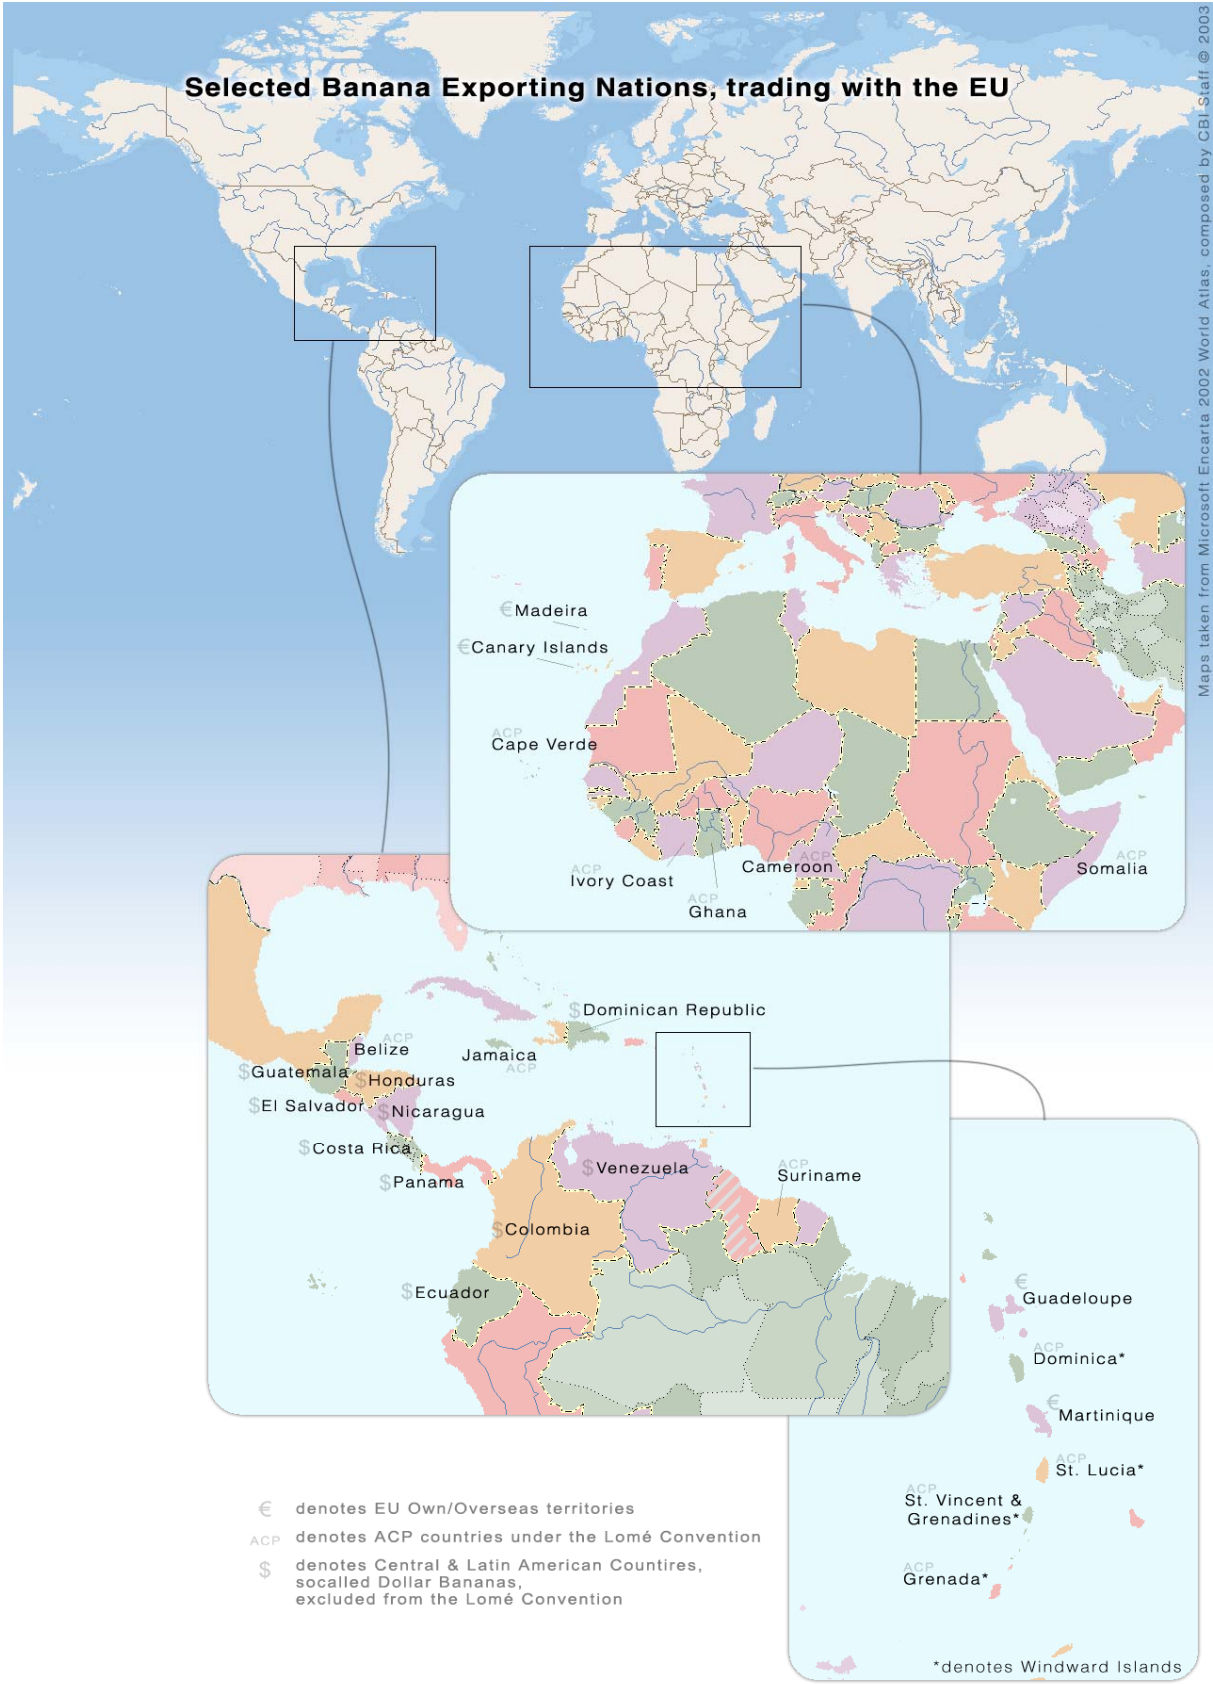 Selected Banana Exporting Nations, trading with the EU
Maps taken from Microsoft Encarta 2002 World Atlas, composed by CBI Staff © 2003
€Madeira
€Canary Islands
ACP
Cape Verde
ACP
Ivory Coast
ACP
Ghana
ACP
Cameroon
ACP
Somalia
$Dominican Republic
ACP
Belize
Jamaica
ACP
$Guatemala
$Honduras
$El Salvador
$Nicaragua
$Costa Rica
$Panama
$Venezuela
ACP
Suriname
$Colombia
$Ecuador
€
Guadeloupe
ACP
Dominica*
€
Martinique
ACP
St. Lucia*
ACP
St. Vincent &
Grenadines*
ACP
Grenada*
*denotes Windward Islands
€ denotes EU Own/Overseas territories
ACP denotes ACP countries under the Lomé Convention
$ denotes Central & Latin American Countires,
socalled Dollar Bananas,
excluded from the Lomé Convention